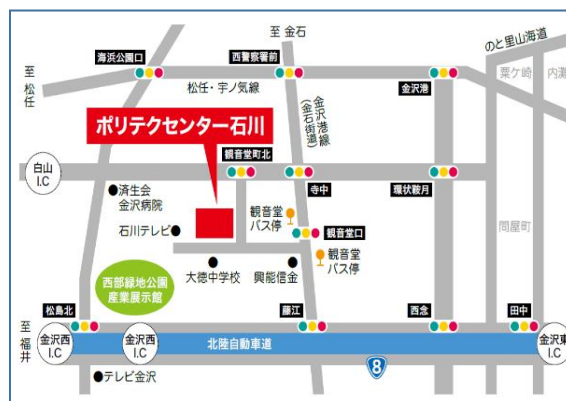 至 金石
のと里山海道
海浜公園口
西警察署前
粟ケ崎
内灘
至 松任
松任・宇ノ気線
金沢港
金沢港線
(金石街道)
ポリテクセンター石川
観音堂町北
白山
I.C
寺中
環状鞍月
済生会
金沢病院
石川テレビ
観音堂
バス停
観音堂口
問屋町
観音堂
バス停
大徳中学校
興能信金
西部緑地公園
産業展示館
松島北
藤江
西念
田中
至 福井
金沢西
I.C
金沢西
I.C
北陸自動車道
金沢東
I.C
8
テレビ金沢